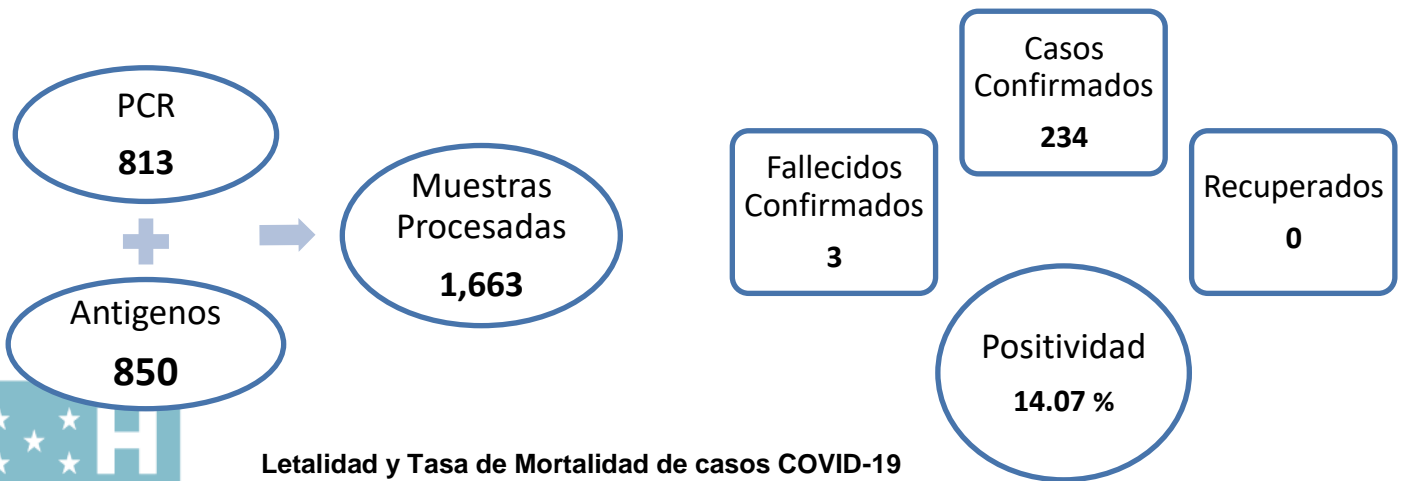 PCR
813
Antigenos
850
Muestras
Procesadas
1,663
Casos
Confirmados
234
Fallecidos
Confirmados
3
Recuperados
0
Positividad
14.07 %
H
Letalidad y Tasa de Mortalidad de casos COVID-19